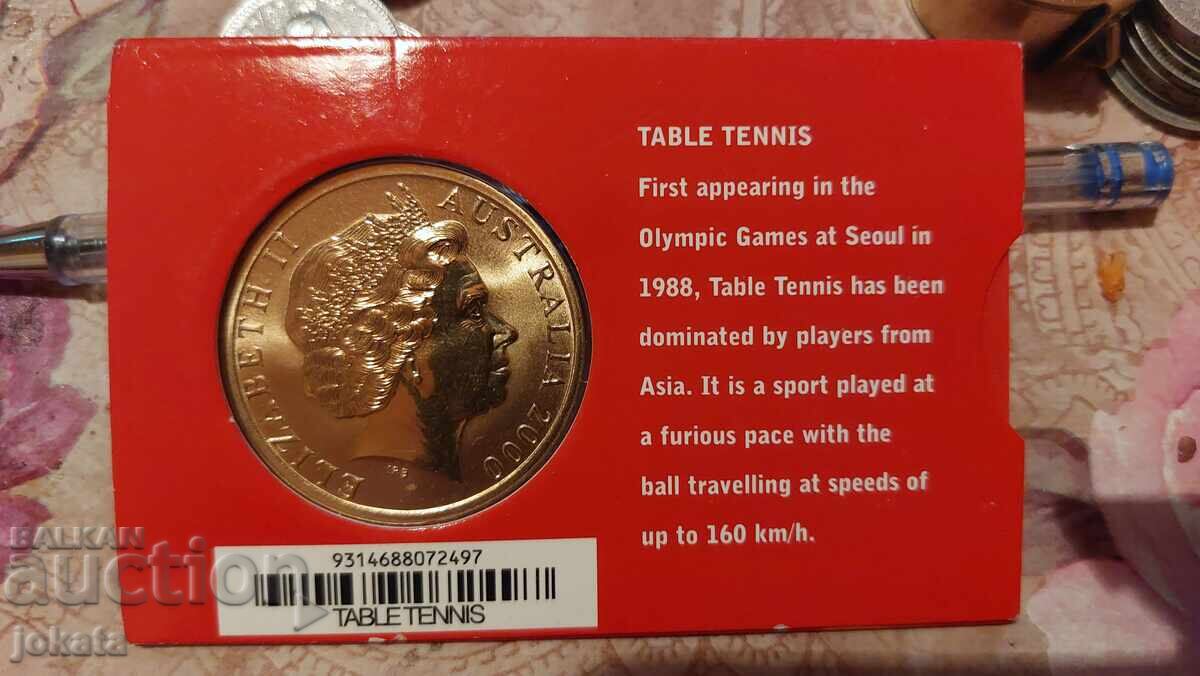 TABLE TENNIS
First appearing in the
Olympic Games at Seoul in
1988, Table Tennis has been
dominated by players from
Asia. It is a sport played at
a furious pace with the
ball travelling at speeds of
up to 160 km/h.
ELIZABETH II AUSTRALIA 2000
9314688072497
TABLE TENNIS
BALKAN
auction
jokata